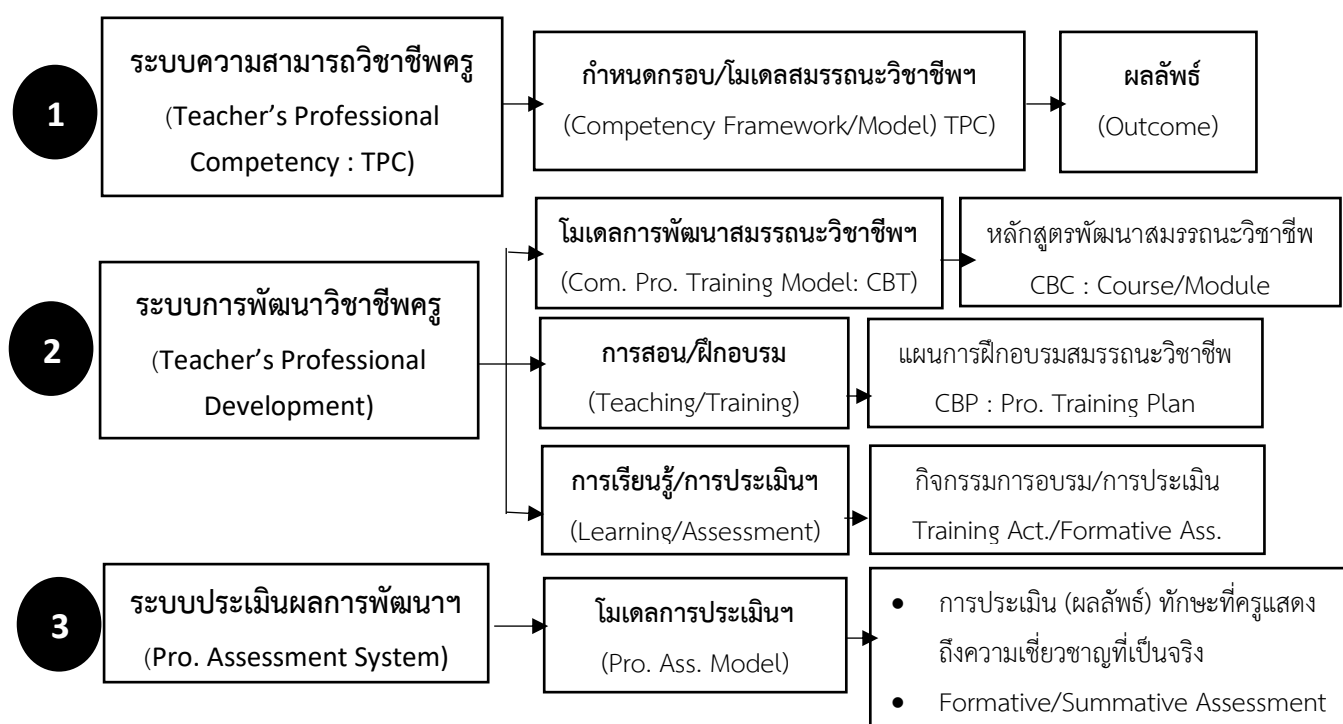 1
ระบบความสามารถวิชาชีพครู
(Teacher's Professional
Competency : TPC)
กำหนดกรอบ/โมเดลสมรรถนะวิชาชีพฯ
(Competency Framework/Model) TPC)
ผลลัพธ์
(Outcome)
2
ระบบการพัฒนาวิชาชีพครู
(Teacher's Professional
Development)
โมเดลการพัฒนาสมรรถนะวิชาชีพฯ
(Com. Pro. Training Model: CBT)
หลักสูตรพัฒนาสมรรถนะวิชาชีพ
CBC : Course/Module
การสอน/ฝึกอบรม
(Teaching/Training)
แผนการฝึกอบรมสมรรถนะวิชาชีพ
CBP : Pro. Training Plan
การเรียนรู้/การประเมินฯ
(Learning/Assessment)
กิจกรรมการอบรม/การประเมิน
Training Act./Formative Ass.
3
ระบบประเมินผลการพัฒนาฯ
(Pro. Assessment System)
โมเดลการประเมินฯ
(Pro. Ass. Model)
• การประเมิน (ผลลัพธ์) ทักษะที่ครูแสดง
ถึงความเชี่ยวชาญที่เป็นจริง
• Formative/Summative Assessment